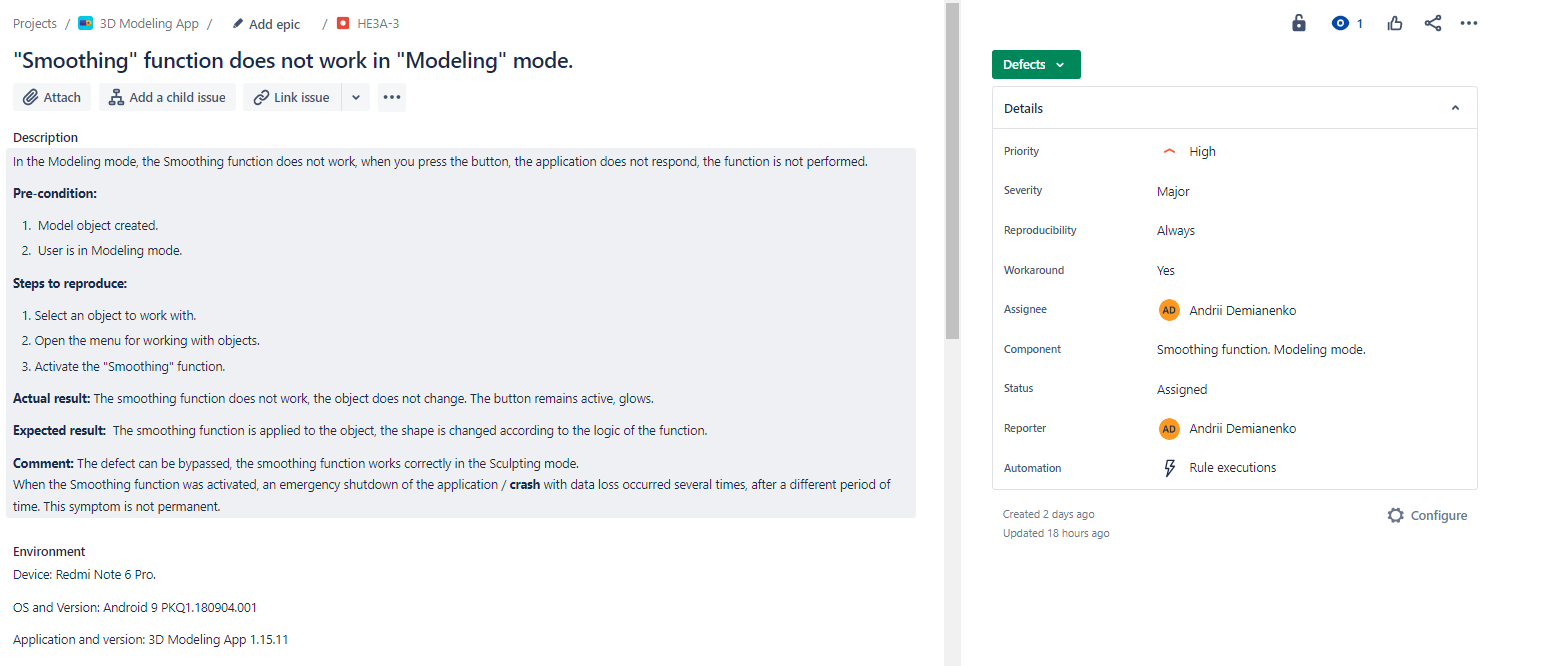 Projects / 3D Modeling App / Add epic / HE3A-3
"Smoothing" function does not work in "Modeling" mode.
Attach Add a child issue Link issue
Description
In the Modeling mode, the Smoothing function does not work, when you press the button, the application does not respond, the function is not performed.
Pre-condition:
1. Model object created.
2. User is in Modeling mode.
Steps to reproduce:
1. Select an object to work with.
2. Open the menu for working with objects.
3. Activate the "Smoothing" function.
Actual result: The smoothing function does not work, the object does not change. The button remains active, glows.
Expected result: The smoothing function is applied to the object, the shape is changed according to the logic of the function.
Comment: The defect can be bypassed, the smoothing function works correctly in the Sculpting mode.
When the Smoothing function was activated, an emergency shutdown of the application / crash with data loss occurred several times, after a different period of
time. This symptom is not permanent.
Environment
Device: Redmi Note 6 Pro.
OS and Version: Android 9 PKQ1.180904.001
Application and version: 3D Modeling App 1.15.11
1
Defects
Details
Priority High
Severity Major
Reproducibility Always
Workaround Yes
Assignee AD Andrii Demianenko
Component Smoothing function. Modeling mode.
Status Assigned
Reporter AD Andrii Demianenko
Automation Rule executions
Created 2 days ago Configure
Updated 18 hours ago